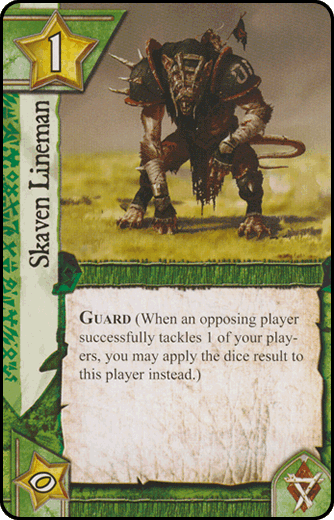 1
Skaven Lineman
01
GUARD (When an opposing player
successfully tackles 1 of your play-
ers, you may apply the dice result to
this player instead.)
0